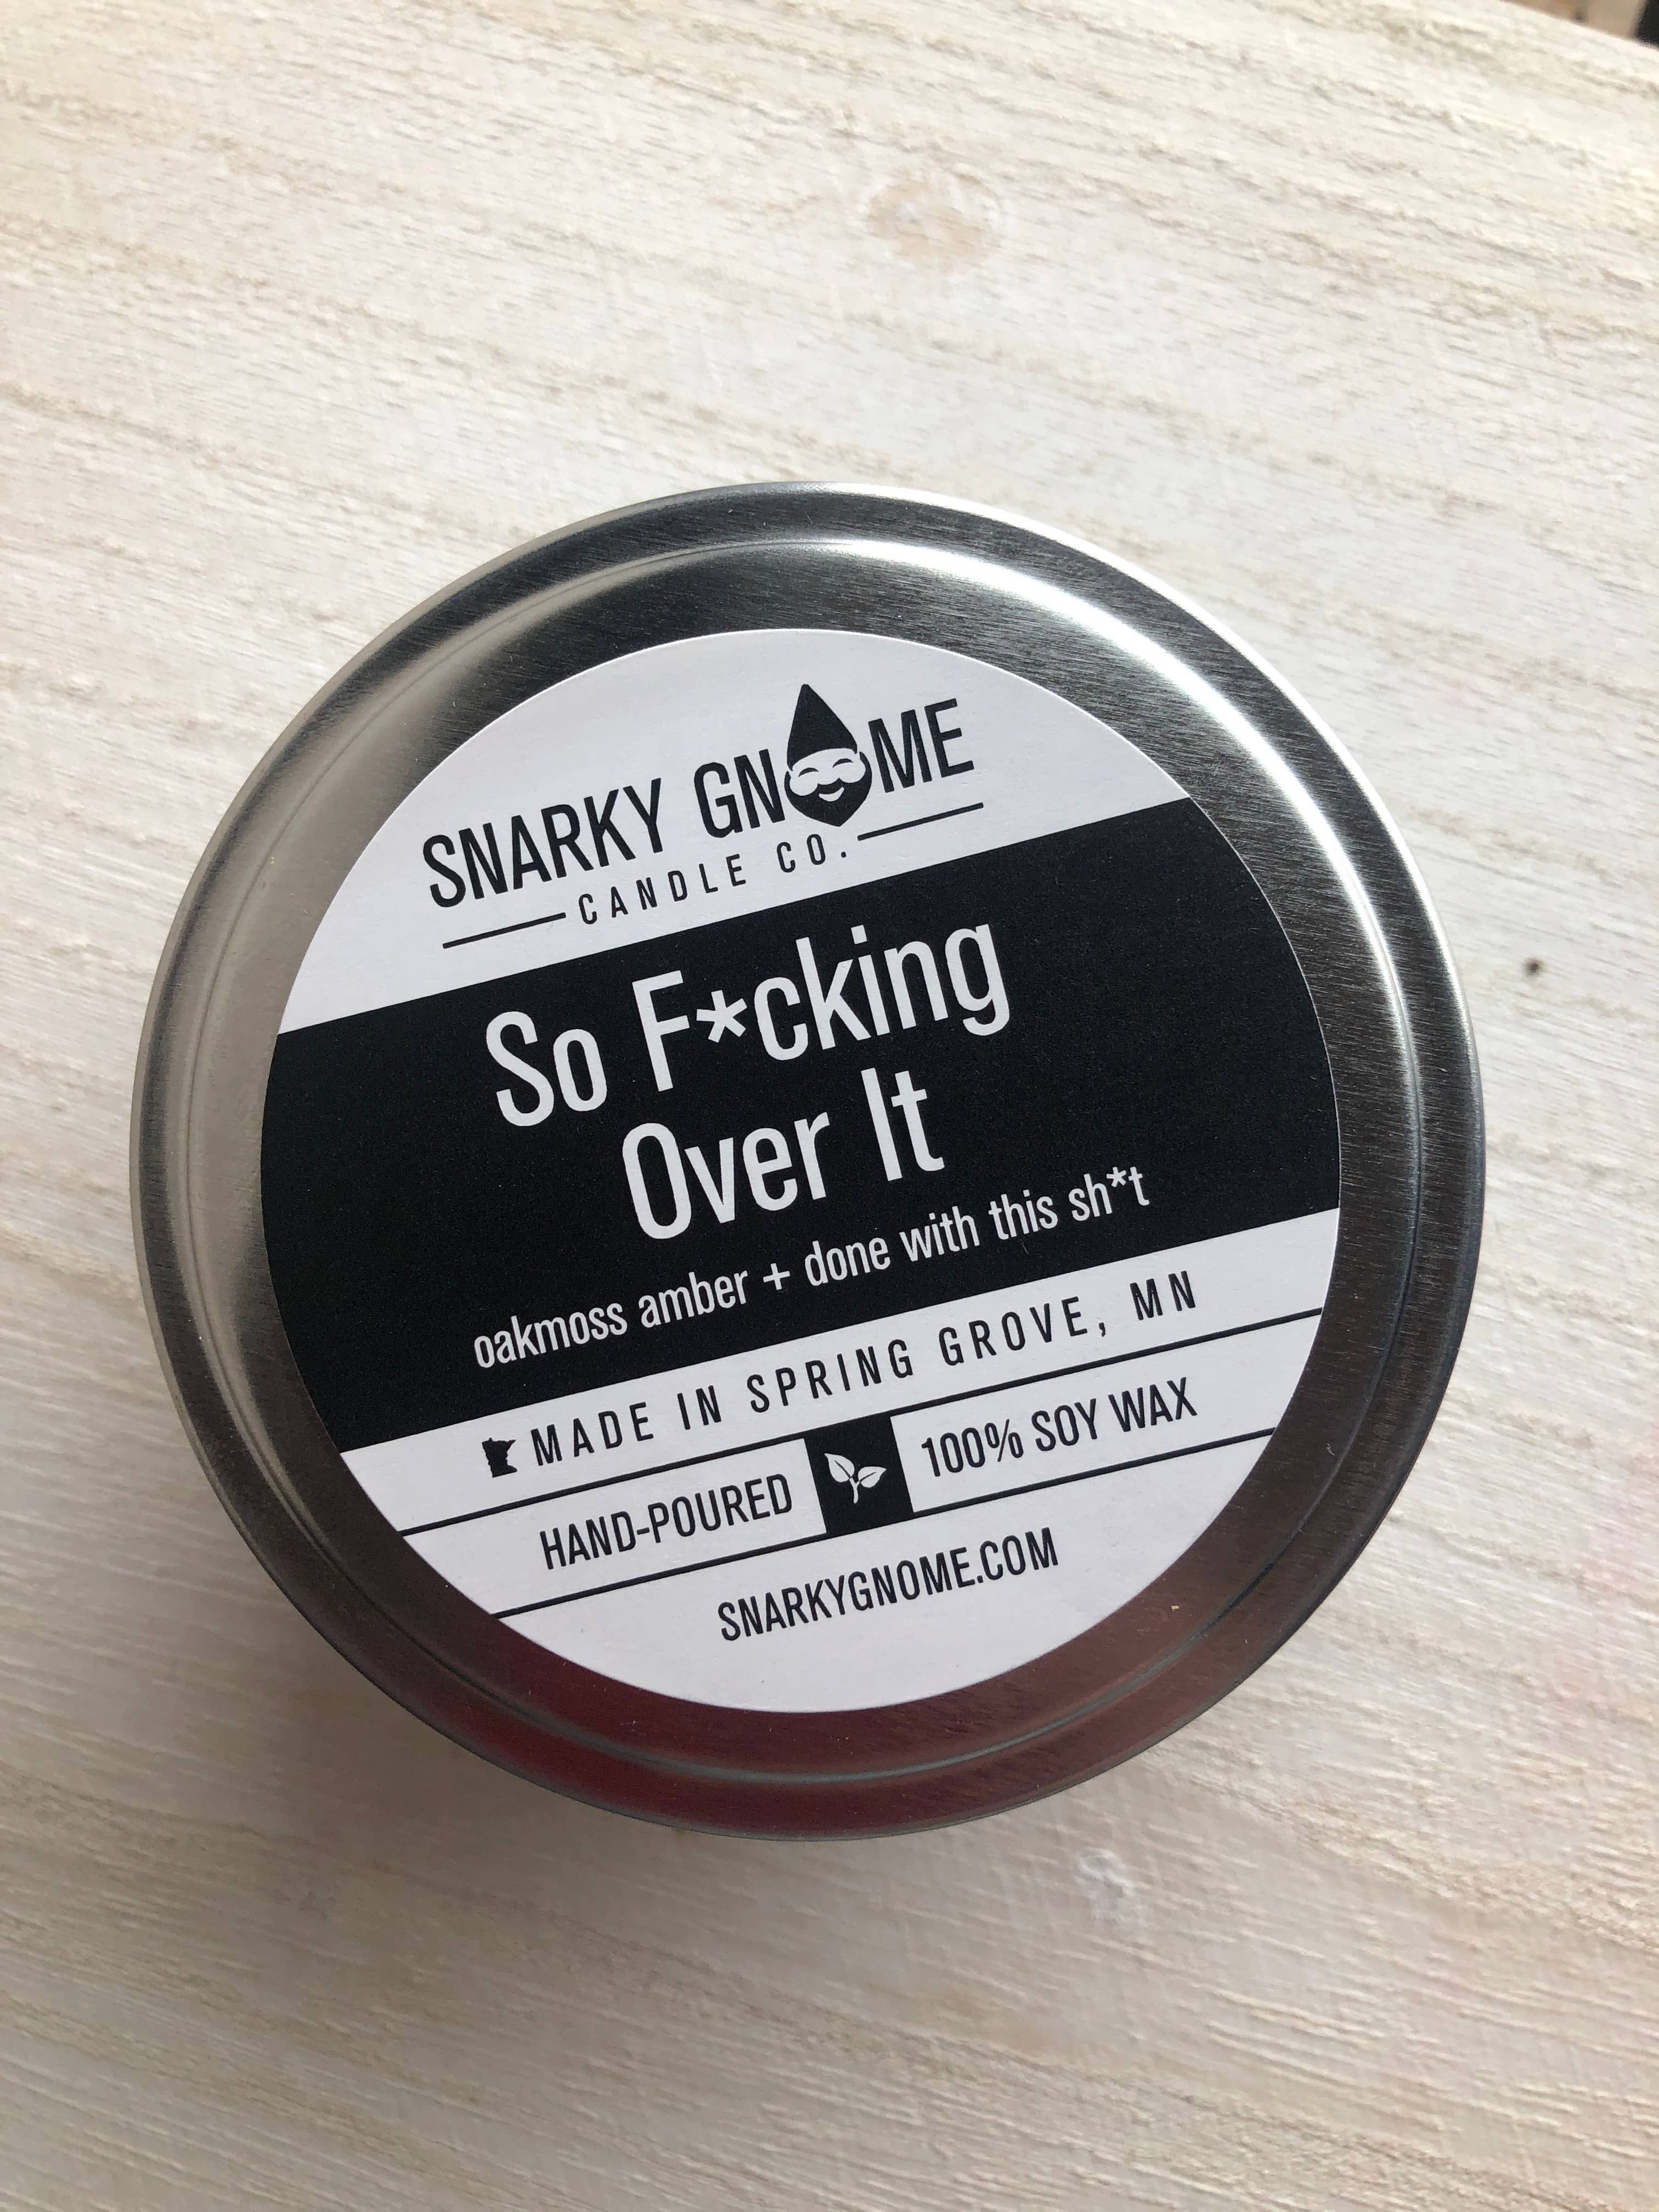 SNARKY GNOME
CANDLE CO.
So F*cking
Over It
oakmoss amber + done with this sh*t
MADE IN SPRING GROVE, MN
HAND-POURED 100% SOY WAX
SNARKYGNOME.COM